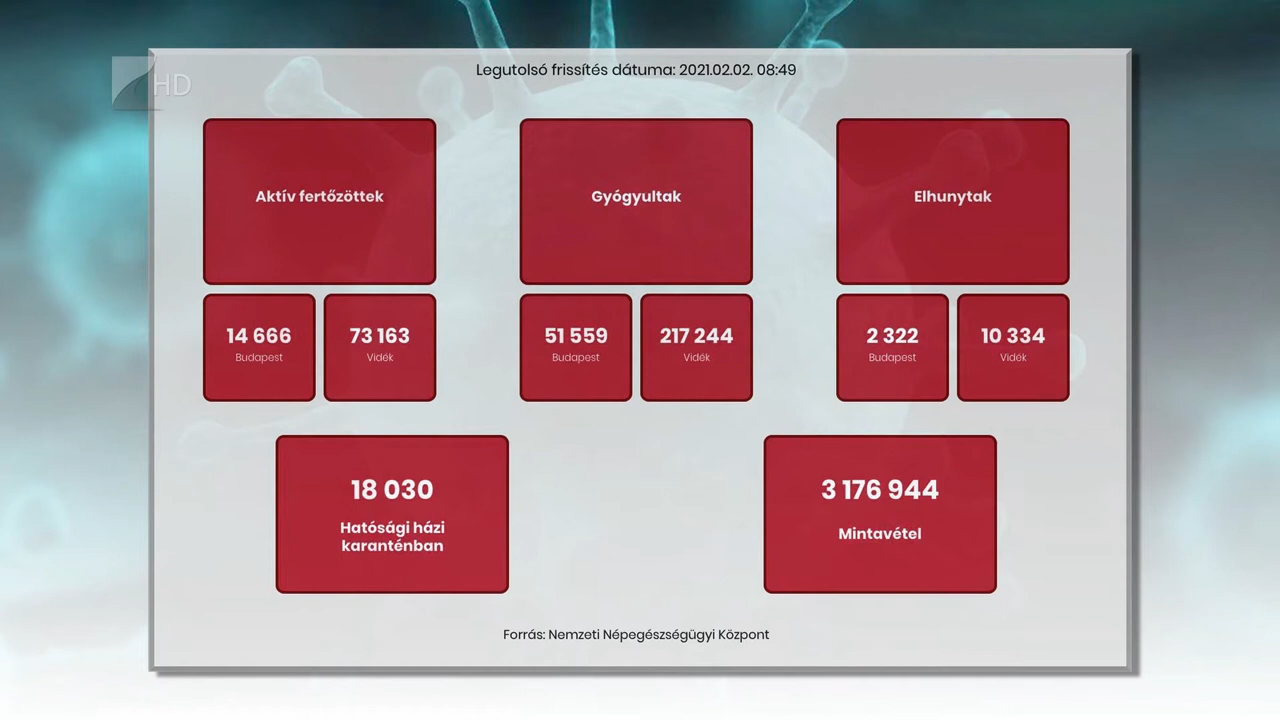 HD
Legutolsó frissítés dátuma: 2021.02.02. 08:49
Aktív fertőzöttek
Gyógyultak
Elhunytak
14 666
Budapest
73 163
Vidék
51 559
Budapest
217 244
Vidék
2 322
Budapest
10 334
Vidék
18 030
Hatósági házi
karanténban
3 176 944
Mintavétel
Forrás: Nemzeti Népegészségügyi Központ